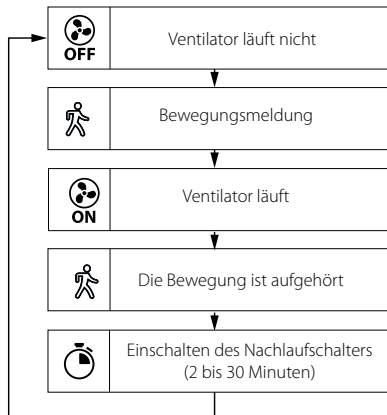 OFF
Ventilator läuft nicht
Bewegungsmeldung
ON
Ventilator läuft
Die Bewegung ist aufgehört
Einschalten des Nachlaufschalters
(2 bis 30 Minuten)